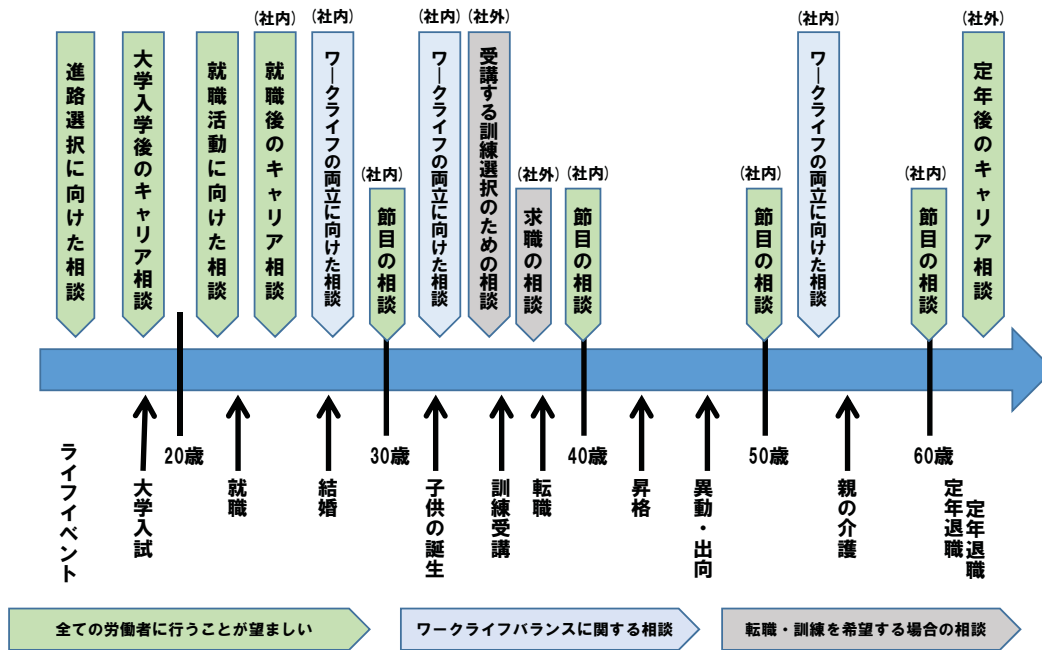 (社内)
(社内)
(社内)
(社外)
(社内)
(社外)
進路選択に向けた相談
大学入学後のキャリア相談
就職活動に向けた相談
就職後のキャリア相談
ワークライフの両立に向けた相談
(社内)
節目の相談
ワークライフの両立に向けた相談
受講する訓練選択のための相談
(社外)
求職の相談
(社内)
節目の相談
(社内)
節目の相談
ワークライフの両立に向けた相談
(社内)
節目の相談
定年後のキャリア相談
20歳
30歳
40歳
50歳
60歳
ライフイベント
大学入試
就職
結婚
子供の誕生
訓練受講
転職
昇格
異動・出向
親の介護
定年退職
定年退職
全ての労働者に行うことが望ましい
ワークライフバランスに関する相談
転職・訓練を希望する場合の相談